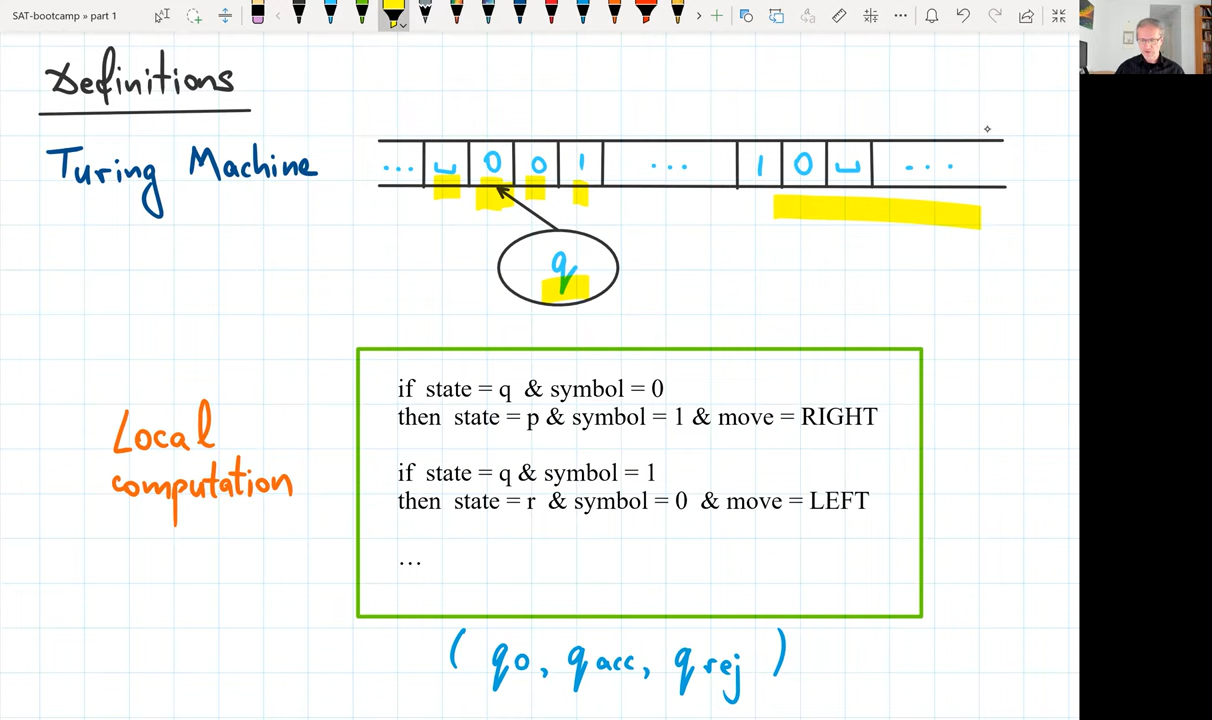 SAT-bootcamp » part 1
Definitions
Turing Machine
... ⊔ 0 0 1 ... 1 0 ⊔ ...
q
Local
computation
if state = q & symbol = 0
then state = p & symbol = 1 & move = RIGHT
if state = q & symbol = 1
then state = r & symbol = 0 & move = LEFT
…
( q0, qacc, qrej )